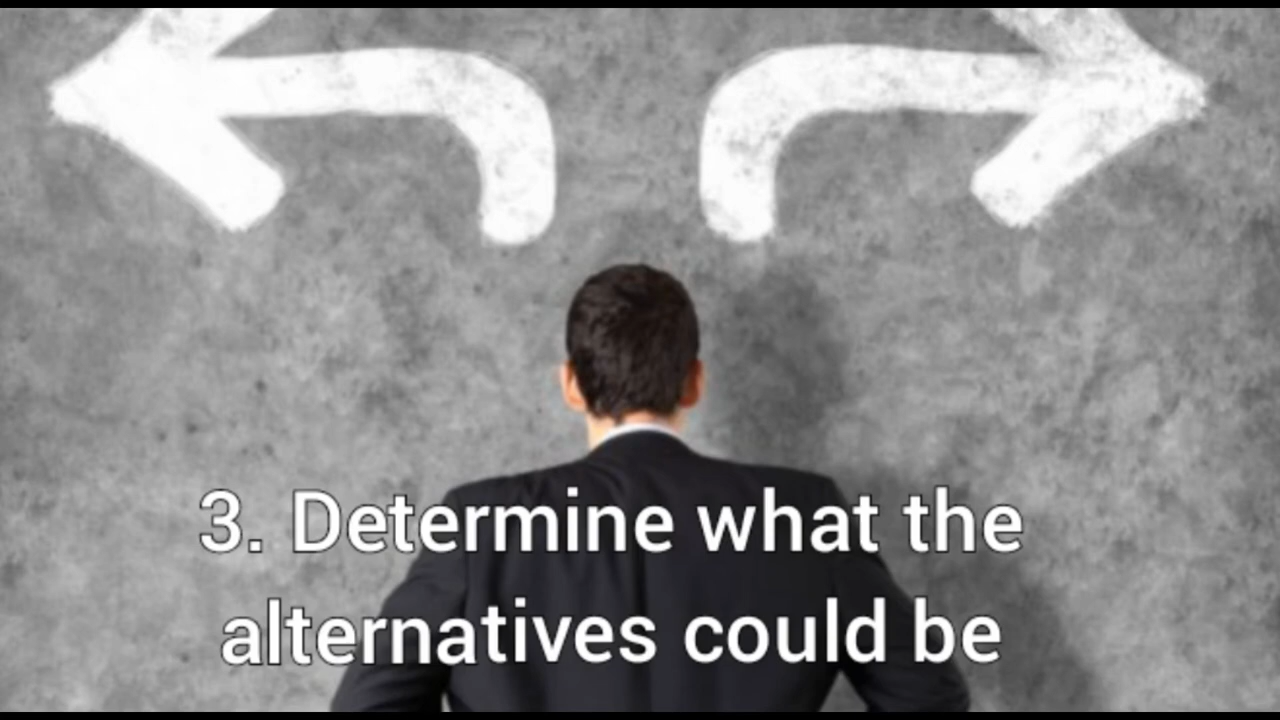 3. Determine what the
alternatives could be